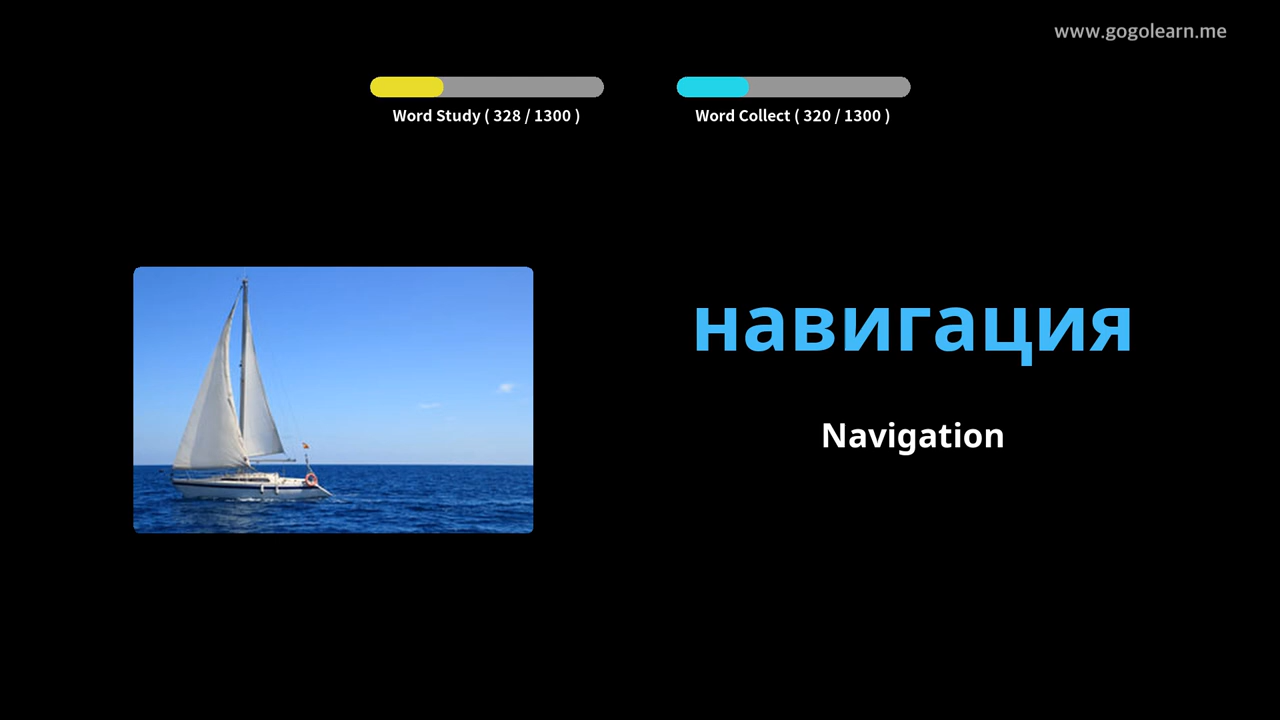 www.gogolearn.me
Word Study ( 328 / 1300 )
Word Collect ( 320 / 1300 )
навигация
Navigation